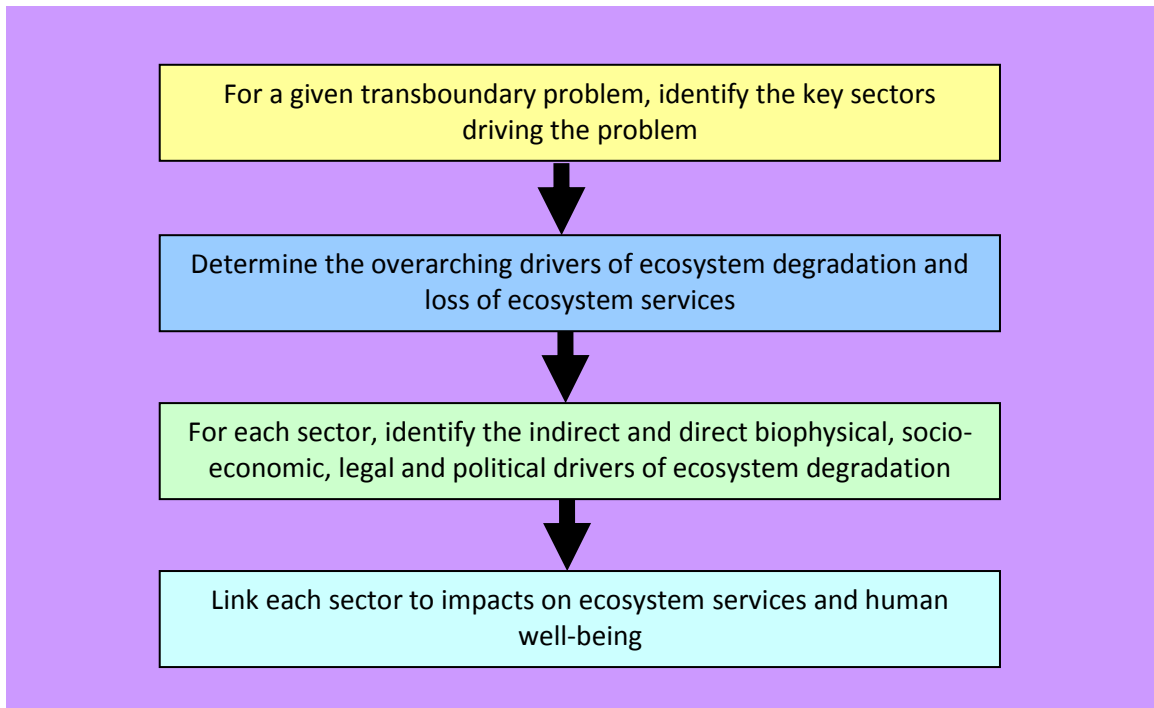 For a given transboundary problem, identify the key sectors
driving the problem
Determine the overarching drivers of ecosystem degradation and
loss of ecosystem services
For each sector, identify the indirect and direct biophysical, socio-
economic, legal and political drivers of ecosystem degradation
Link each sector to impacts on ecosystem services and human
well-being